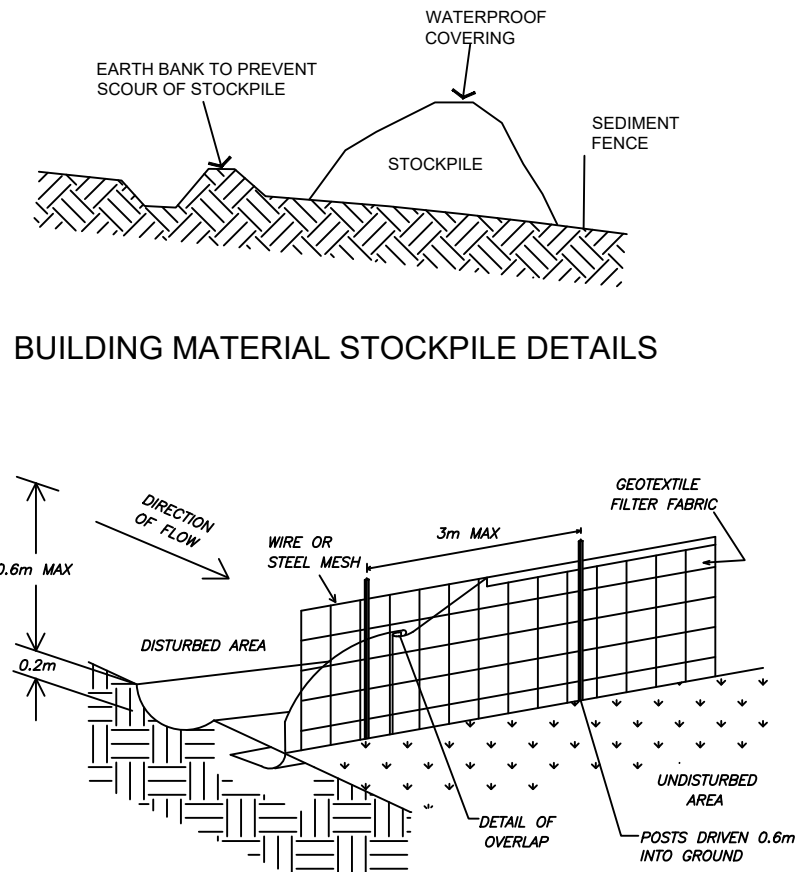 WATERPROOF
COVERING
EARTH BANK TO PREVENT
SCOUR OF STOCKPILE
SEDIMENT
FENCE
STOCKPILE
BUILDING MATERIAL STOCKPILE DETAILS
GEOTEXTILE
FILTER FABRIC
DIRECTION
OF FLOW
3m MAX
WIRE OR
STEEL MESH
0.6m MAX
DISTURBED AREA
0.2m
UNDISTURBED
AREA
DETAIL OF
OVERLAP
POSTS DRIVEN 0.6m
INTO GROUND